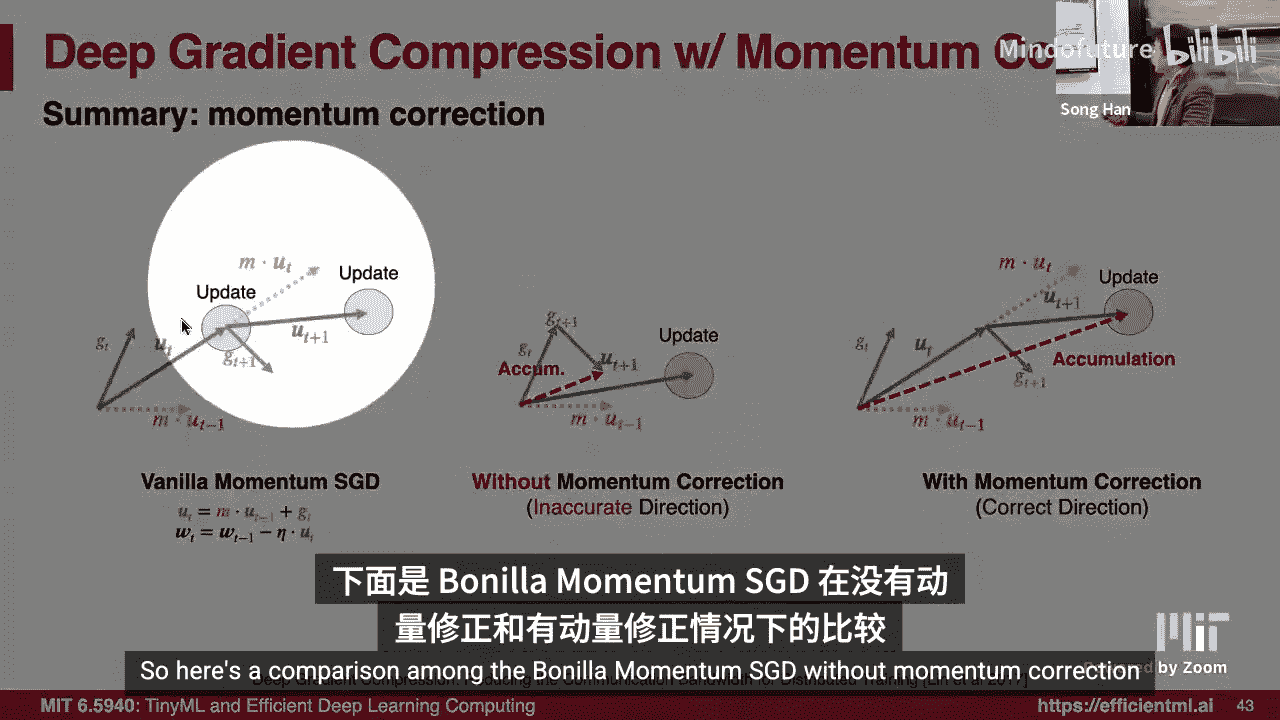 Deep Gradient Compression w/ Momentum Co
Mindofuture bilibili
Song Han
Summary: momentum correction
m · u_t
Update
Update
g_t
u_t
u_{t+1}
g_{t+1}
m · u_{t-1}
g_{t+1}
g_t
Accum.
u_{t+1}
Update
m · u_{t-1}
m · u_t
Update
u_{t+1}
g_t
u_t
Accumulation
g_{t+1}
m · u_{t-1}
Vanilla Momentum SGD
u_t = m · u_{t-1} + g_t
w_t = w_{t-1} − η · u_t
Without Momentum Correction
(Inaccurate Direction)
With Momentum Correction
(Correct Direction)
下面是 Bonilla Momentum SGD 在没有动
量修正和有动量修正情况下的比较
So here's a comparison among the Bonilla Momentum SGD without momentum correction
MIT
by Zoom
MIT 6.5940: TinyML and Efficient Deep Learning Computing
https://efficientml.ai
43